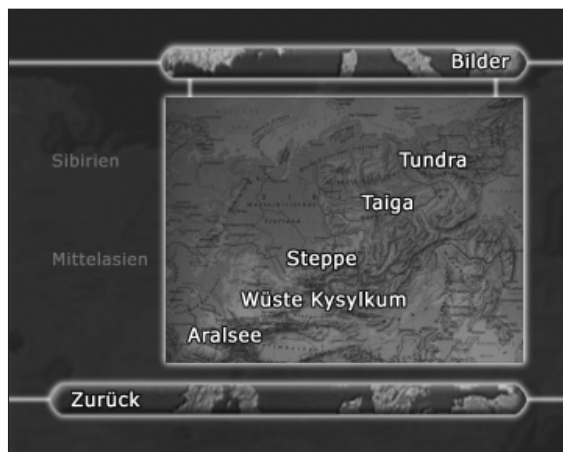 Bilder
Sibirien
Tundra
Taiga
Mittelasien
Steppe
Wüste Kysylkum
Aralsee
Zurück